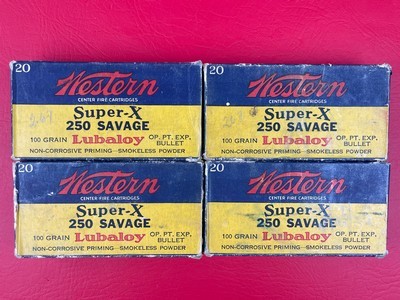 20
Western
CENTER FIRE CARTRIDGES
Super-X
250 SAVAGE
100 GRAIN Lubaloy OP. PT. EXP. BULLET
NON-CORROSIVE PRIMING—SMOKELESS POWDER
20
Western
CENTER FIRE CARTRIDGES
Super-X
250 SAVAGE
100 GRAIN Lubaloy OP. PT. EXP. BULLET
NON-CORROSIVE PRIMING—SMOKELESS POWDER
20
Western
CENTER FIRE CARTRIDGES
Super-X
250 SAVAGE
100 GRAIN Lubaloy OP. PT. EXP. BULLET
NON-CORROSIVE PRIMING—SMOKELESS POWDER
20
Western
CENTER FIRE CARTRIDGES
Super-X
250 SAVAGE
100 GRAIN Lubaloy OP. PT. EXP. BULLET
NON-CORROSIVE PRIMING—SMOKELESS POWDER